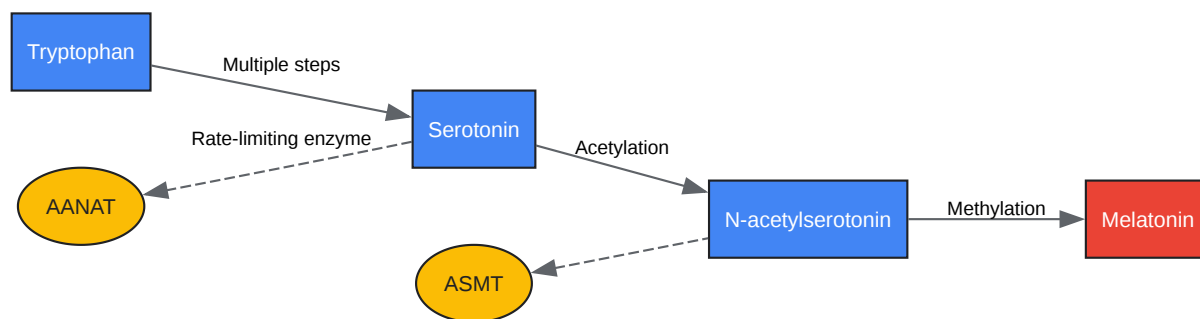 Tryptophan
Multiple steps
Serotonin
Rate-limiting enzyme
Acetylation
AANAT
N-acetylserotonin
Methylation
Melatonin
ASMT